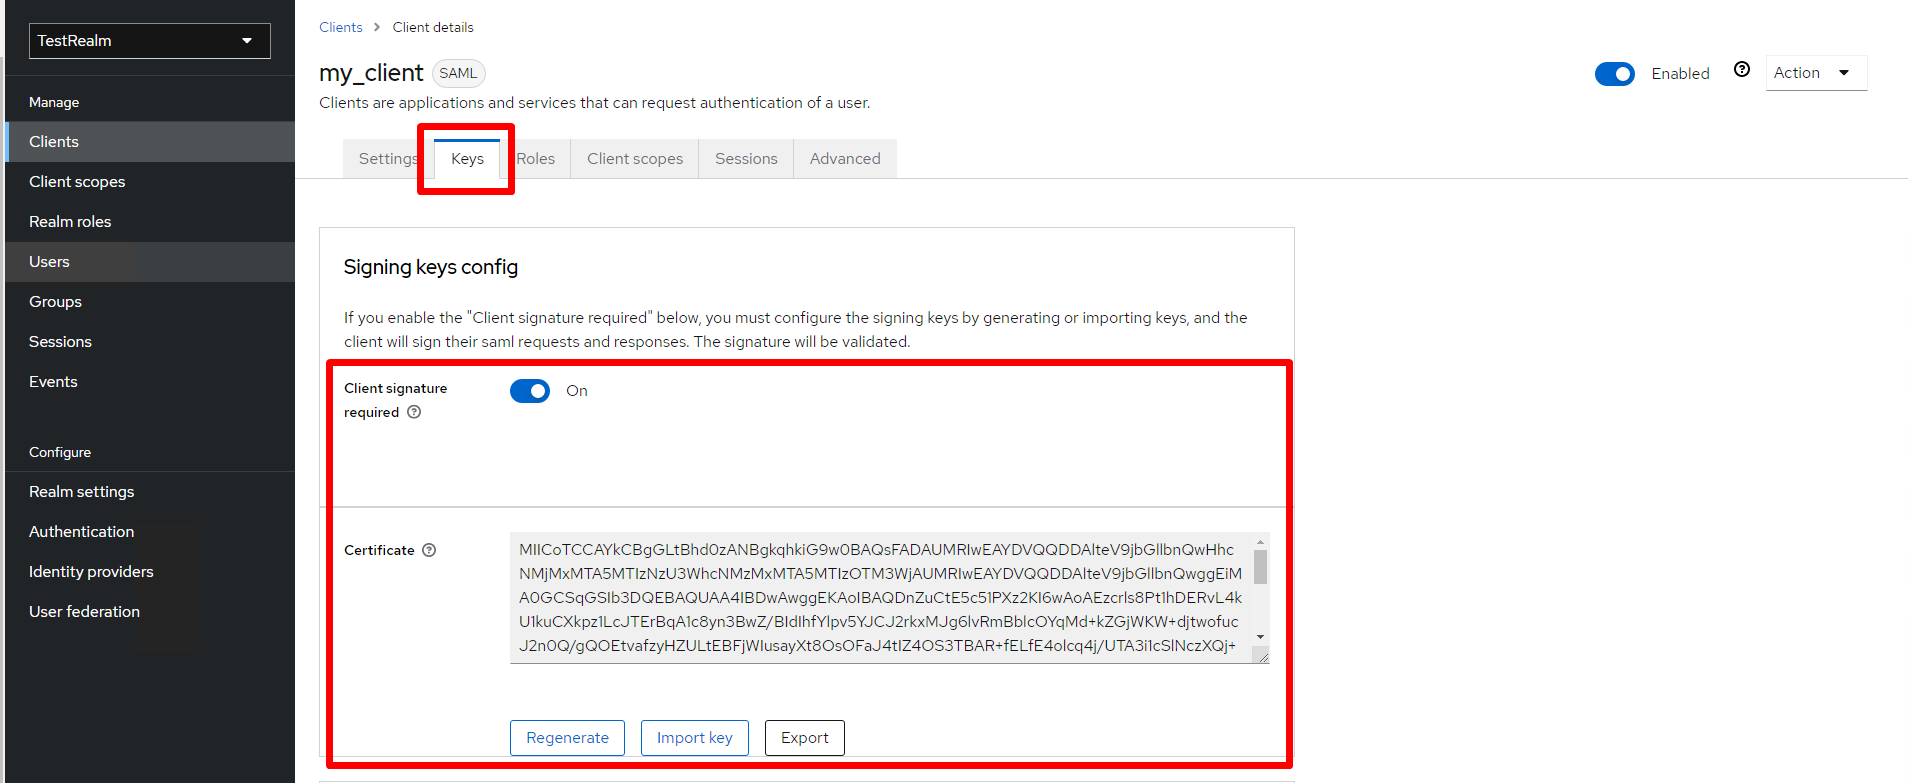 TestRealm
Manage
Clients
Client scopes
Realm roles
Users
Groups
Sessions
Events
Configure
Realm settings
Authentication
Identity providers
User federation
Clients > Client details
my_client SAML
Enabled
Action
Clients are applications and services that can request authentication of a user.
Settings Keys Roles Client scopes Sessions Advanced
Signing keys config
If you enable the "Client signature required" below, you must configure the signing keys by generating or importing keys, and the
client will sign their saml requests and responses. The signature will be validated.
Client signature
required
On
Certificate
MIICoTCCAYkCBgGLtBhd0zANBgkqhkiG9w0BAQsFADAUMRIwEAYDVQQDDAlteV9jbGllbnQwHhc
NMjMxMTA5MTIzNzU3WhcNMzMxMTA5MTIzOTM3WjAUMRIwEAYDVQQDDAlteV9jbGllbnQwggEiM
A0GCSqGSIb3DQEBAQUAA4IBDwAwggEKAoIBAQDnZuCtE5c51PXz2KI6wAoAEzcrls8Pt1hDERvL4k
U1kuCXkpz1LcJTErBqA1c8yn3BwZ/BIdIhfYlpv5YJCJ2rkxMJg6lvRmBblcOYqMd+kZGjWKW+djtwofuc
J2n0Q/gQOEtvafzyHZULtEBFjWIusayXt8OsOFaJ4tIZ4OS3TBAR+fELfE4olcq4j/UTA3i1cSlNczXQj+
Regenerate Import key Export